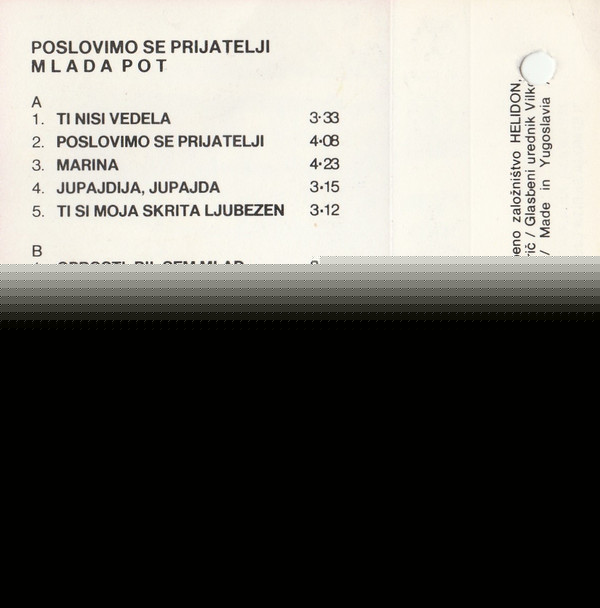 POSLOVIMO SE PRIJATELJI
MLADA POT
A
1. TI NISI VEDELA 3·33
2. POSLOVIMO SE PRIJATELJI 4·08
3. MARINA 4·23
4. JUPAJDIJA, JUPAJDA 3·15
5. TI SI MOJA SKRITA LJUBEZEN 3·12
B
založništvo HELIDON,
/ Glasbeni urednik
/ Made in Yugoslavia